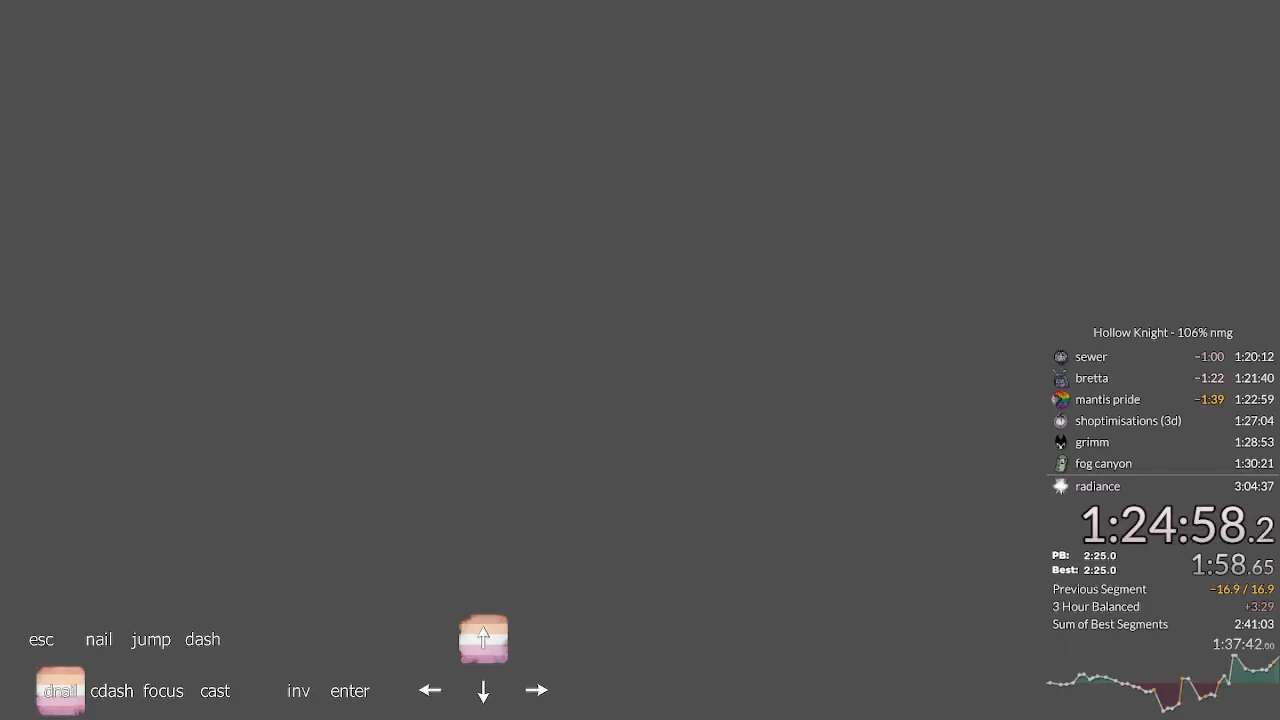 Hollow Knight - 106% nmg
sewer −1:00 1:20:12
bretta −1:22 1:21:40
mantis pride −1:39 1:22:59
shoptimisations (3d) 1:27:04
grimm 1:28:53
fog canyon 1:30:21
radiance 3:04:37
1:24:58.2
PB: 2:25.0 1:58.65
Best: 2:25.0
Previous Segment −16.9 / 16.9
3 Hour Balanced +3:29
Sum of Best Segments 2:41:03
1:37:42.00
esc nail jump dash ↑
dnail cdash focus cast inv enter ← ↓ →